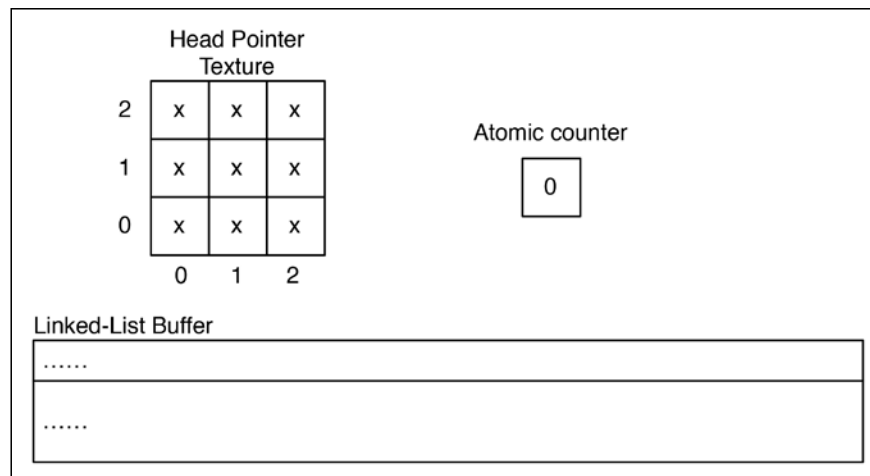 Head Pointer
Texture
2 x x x
Atomic counter
1 x x x
0
0 x x x
0 1 2
Linked-List Buffer
......
......